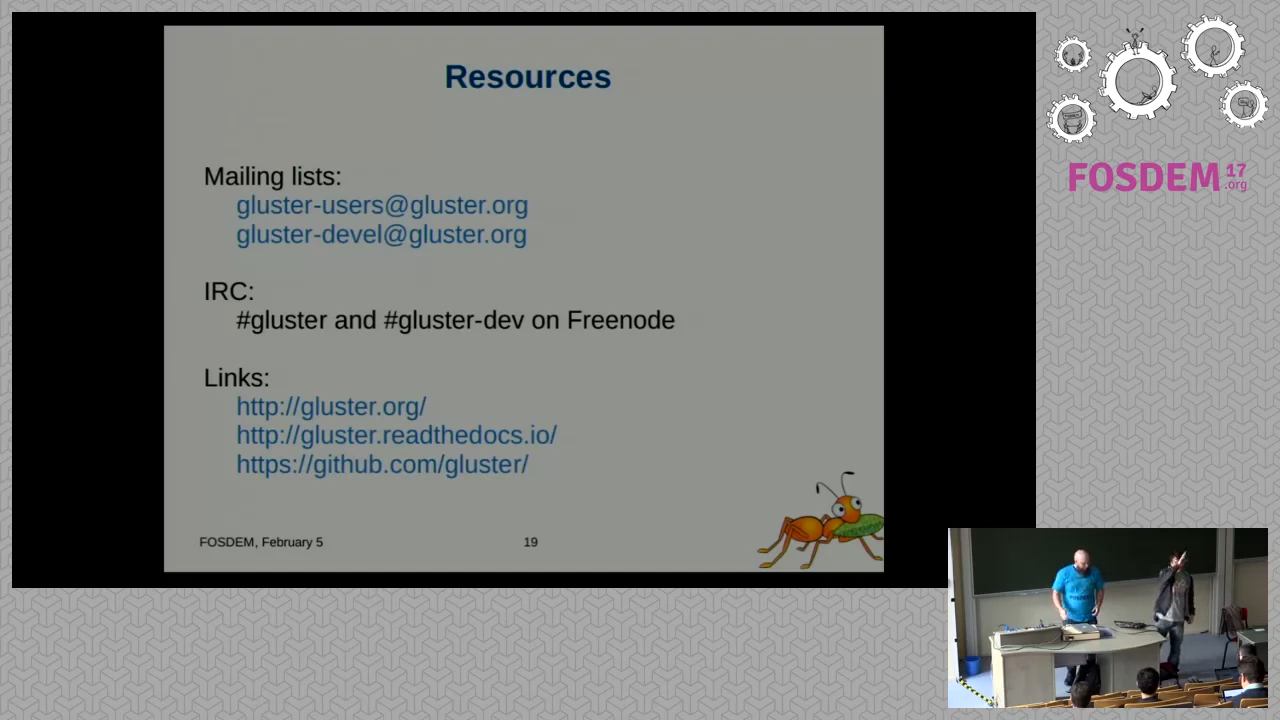 Resources
Mailing lists:
gluster-users@gluster.org
gluster-devel@gluster.org
IRC:
#gluster and #gluster-dev on Freenode
Links:
http://gluster.org/
http://gluster.readthedocs.io/
https://github.com/gluster/
FOSDEM, February 5
19
FOSDEM 17
.org